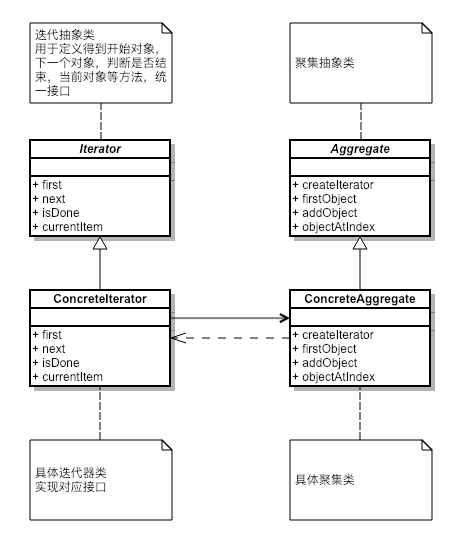 迭代抽象类
用于定义得到开始对象，
下一个对象，判断是否结
束，当前对象等方法，统
一接口
聚集抽象类
Iterator
+ first
+ next
+ isDone
+ currentItem
Aggregate
+ createIterator
+ firstObject
+ addObject
+ objectAtIndex
ConcreteIterator
+ first
+ next
+ isDone
+ currentItem
ConcreteAggregate
+ createIterator
+ firstObject
+ addObject
+ objectAtIndex
具体迭代器类
实现对应接口
具体聚集类